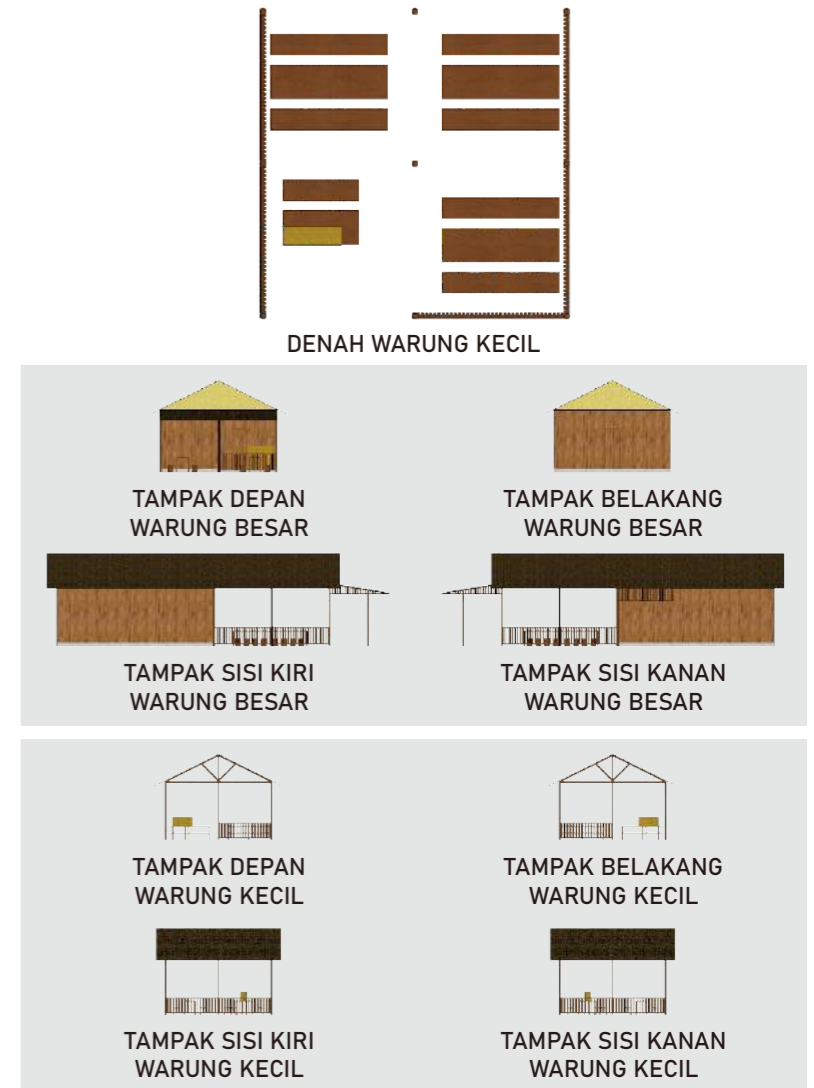 DENAH WARUNG KECIL
TAMPAK DEPAN
WARUNG BESAR
TAMPAK BELAKANG
WARUNG BESAR
TAMPAK SISI KIRI
WARUNG BESAR
TAMPAK SISI KANAN
WARUNG BESAR
TAMPAK DEPAN
WARUNG KECIL
TAMPAK BELAKANG
WARUNG KECIL
TAMPAK SISI KIRI
WARUNG KECIL
TAMPAK SISI KANAN
WARUNG KECIL